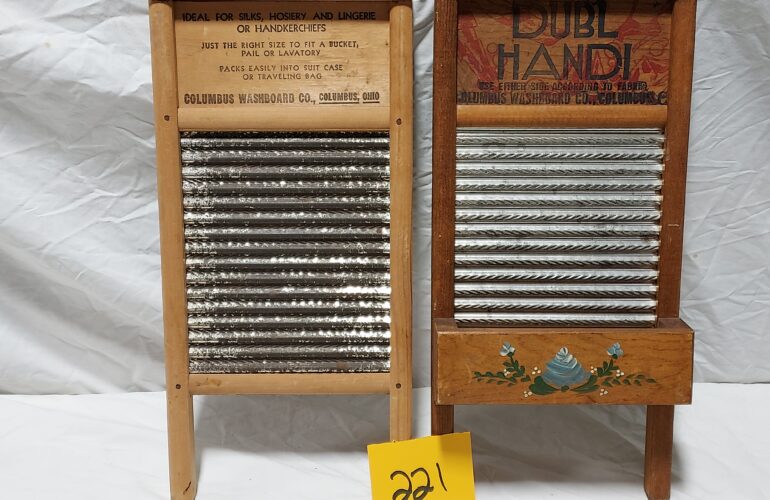 IDEAL FOR SILKS, HOSIERY AND LINGERIE
OR HANDKERCHIEFS
JUST THE RIGHT SIZE TO FIT A BUCKET,
PAIL OR LAVATORY
PACKS EASILY INTO SUIT CASE
OR TRAVELING BAG
COLUMBUS WASHBOARD CO., COLUMBUS, OHIO
DUBL
HANDI
USE EITHER SIDE ACCORDING TO FABRIC
COLUMBUS WASHBOARD CO., COLUMBUS, O
221